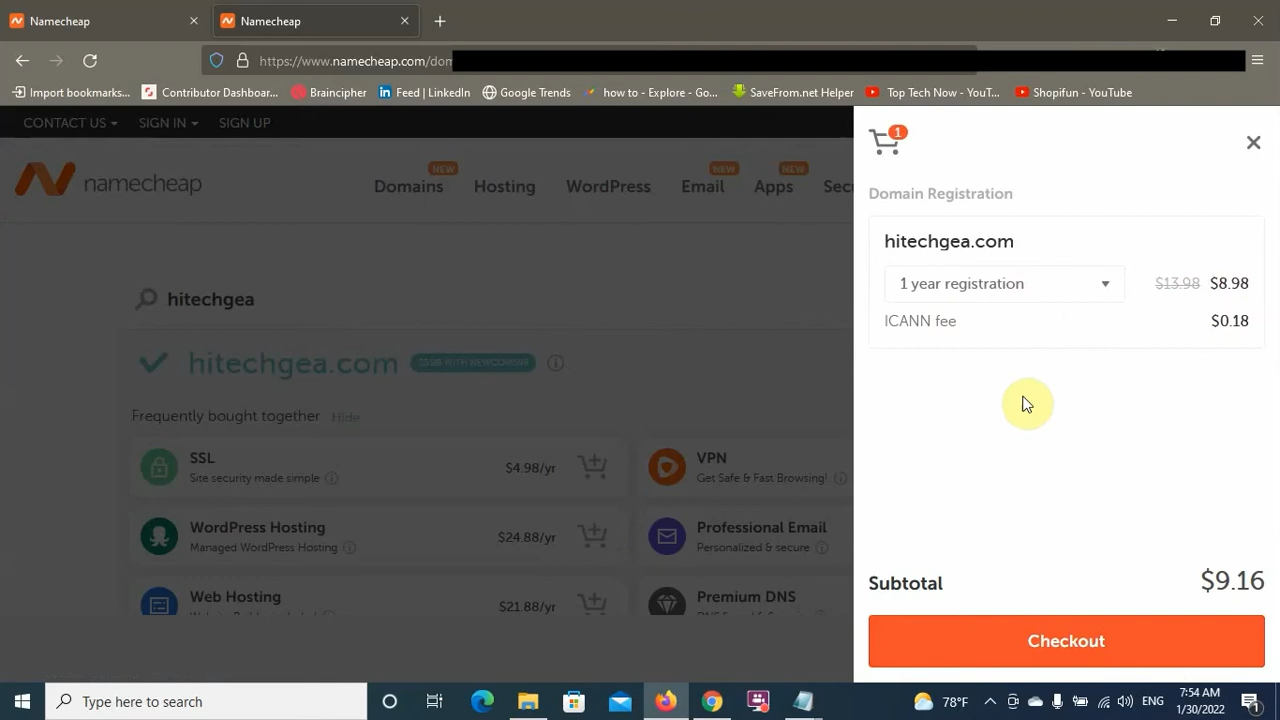 Namecheap
Namecheap
https://www.namecheap.com/dom
Import bookmarks...
Contributor Dashboar...
Braincipher
Feed | LinkedIn
Google Trends
how to - Explore - Go...
SaveFrom.net Helper
Top Tech Now - YouT...
Shopifun - YouTube
CONTACT US
SIGN IN
SIGN UP
1
namecheap
Domains
NEW
Hosting
WordPress
Email
NEW
Apps
NEW
Secu
Domain Registration
hitechgea.com
1 year registration
$13.98 $8.98
ICANN fee
$0.18
hitechgea
hitechgea.com
Frequently bought together Hide
SSL
Site security made simple
$4.98/yr
VPN
Get Safe & Fast Browsing!
WordPress Hosting
Managed WordPress Hosting
$24.88/yr
Professional Email
Personalized & secure
Web Hosting
$21.88/yr
Premium DNS
Subtotal
$9.16
Checkout
Type here to search
78°F
ENG
7:54 AM
1/30/2022
1